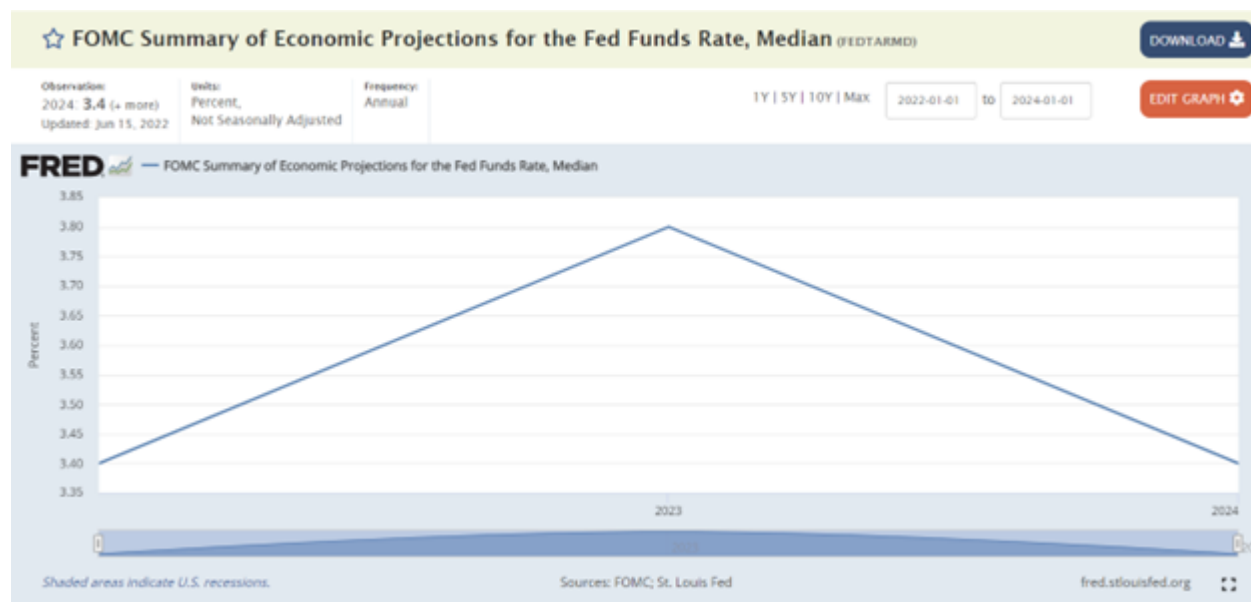 FOMC Summary of Economic Projections for the Fed Funds Rate, Median (FEDTARMD)
DOWNLOAD
Observation:
2024: 3.4 (+ more)
Updated: Jun 15, 2022
Units:
Percent,
Not Seasonally Adjusted
Frequency:
Annual
1Y | 5Y | 10Y | Max
2022-01-01 to 2024-01-01
EDIT GRAPH
FRED
FOMC Summary of Economic Projections for the Fed Funds Rate, Median
3.85
3.80
3.75
3.70
3.65
3.60
3.55
3.50
3.45
3.40
3.35
Percent
2023
2024
Shaded areas indicate U.S. recessions.
Sources: FOMC; St. Louis Fed
fred.stlouisfed.org